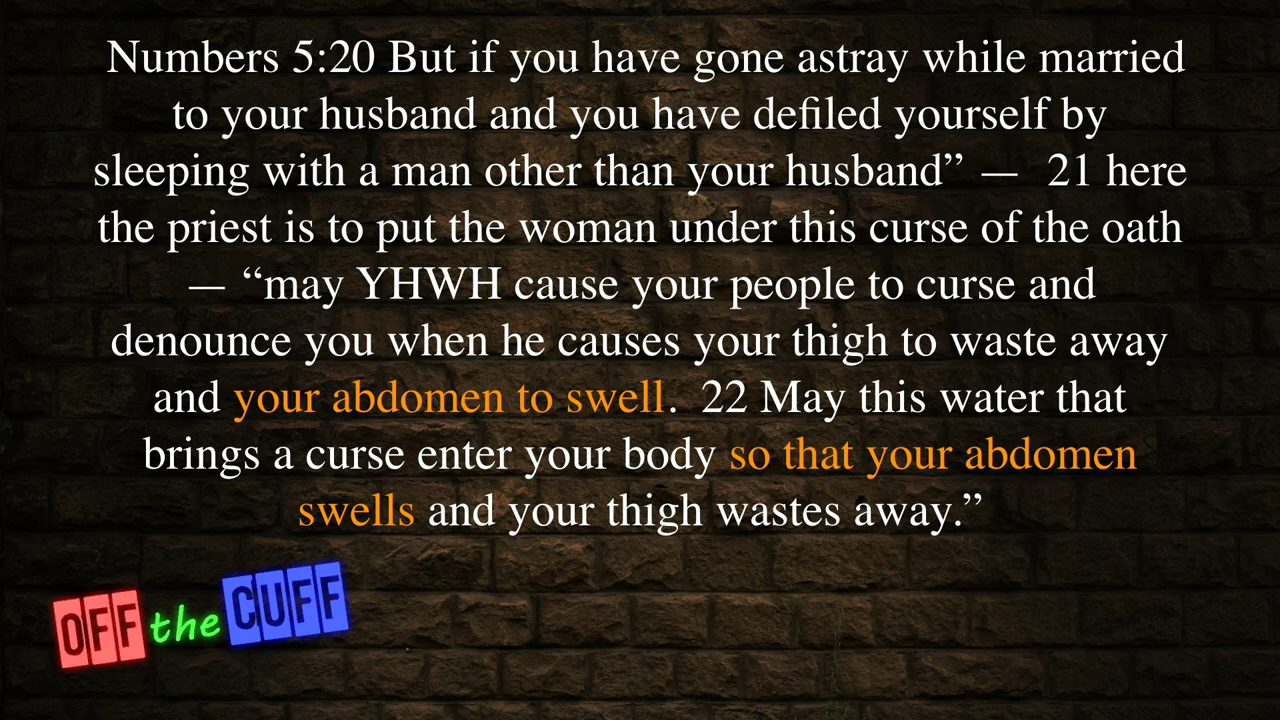 Numbers 5:20 But if you have gone astray while married
to your husband and you have defiled yourself by
sleeping with a man other than your husband” — 21 here
the priest is to put the woman under this curse of the oath
— “may YHWH cause your people to curse and
denounce you when he causes your thigh to waste away
and your abdomen to swell. 22 May this water that
brings a curse enter your body so that your abdomen
swells and your thigh wastes away.”
OFF the CUFF